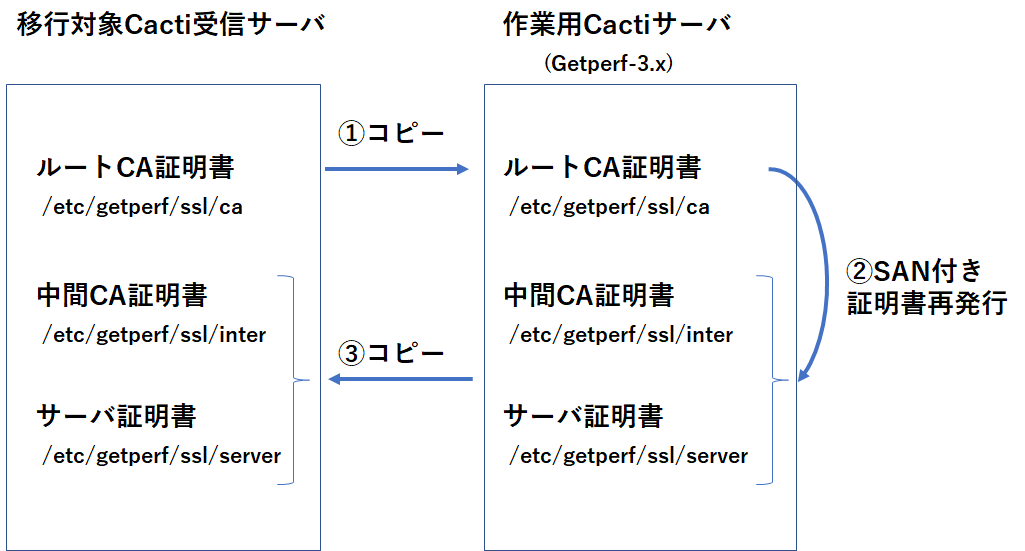 移行対象Cacti受信サーバ
作業用Cactiサーバ
(Getperf-3.x)
①コピー
ルートCA証明書
/etc/getperf/ssl/ca
ルートCA証明書
/etc/getperf/ssl/ca
②SAN付き
証明書再発行
中間CA証明書
/etc/getperf/ssl/inter
中間CA証明書
/etc/getperf/ssl/inter
③コピー
サーバ証明書
/etc/getperf/ssl/server
サーバ証明書
/etc/getperf/ssl/server